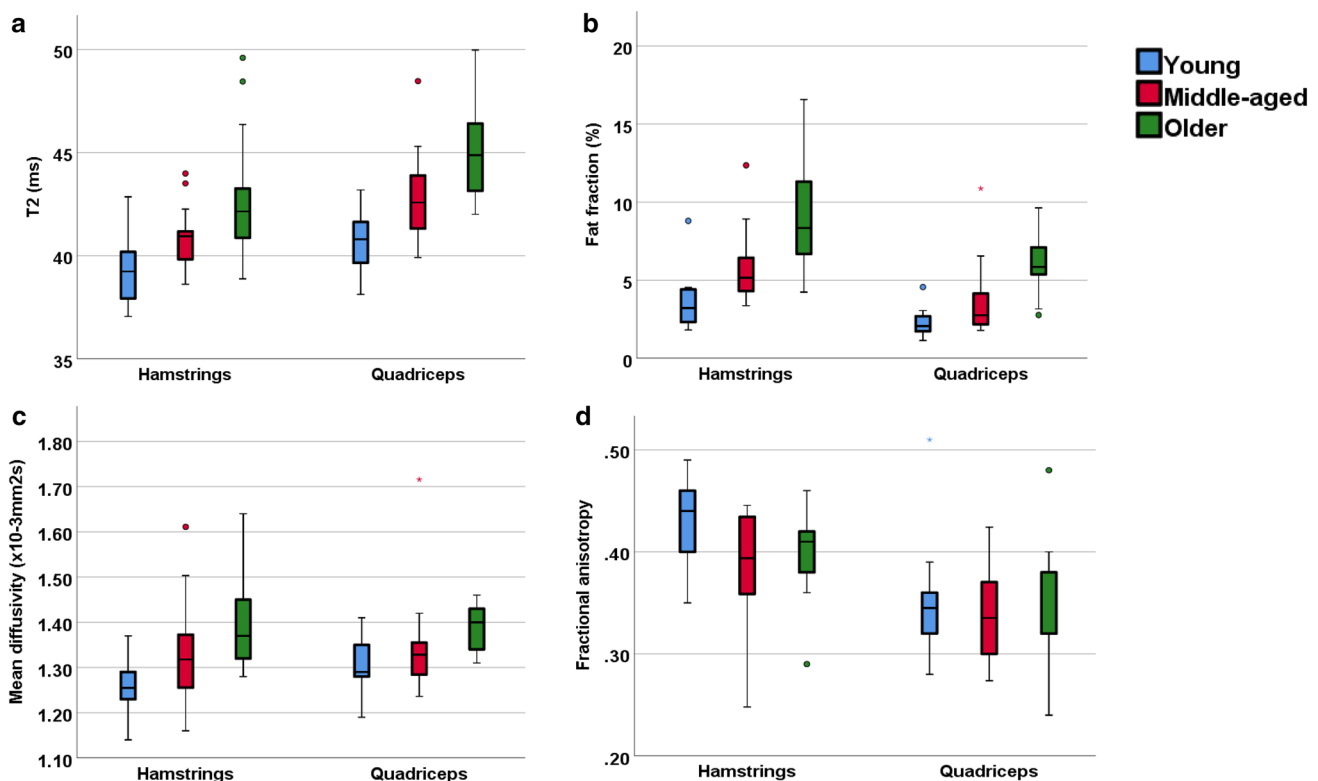 a
T2 (ms)
50
45
40
35
Hamstrings
Quadriceps
b
Fat fraction (%)
20
15
10
5
0
Hamstrings
Quadriceps
Young
Middle-aged
Older
c
Mean diffusivity (x10-3mm2s)
1.80
1.70
1.60
1.50
1.40
1.30
1.20
1.10
Hamstrings
Quadriceps
d
Fractional anisotropy
.50
.40
.30
.20
Hamstrings
Quadriceps